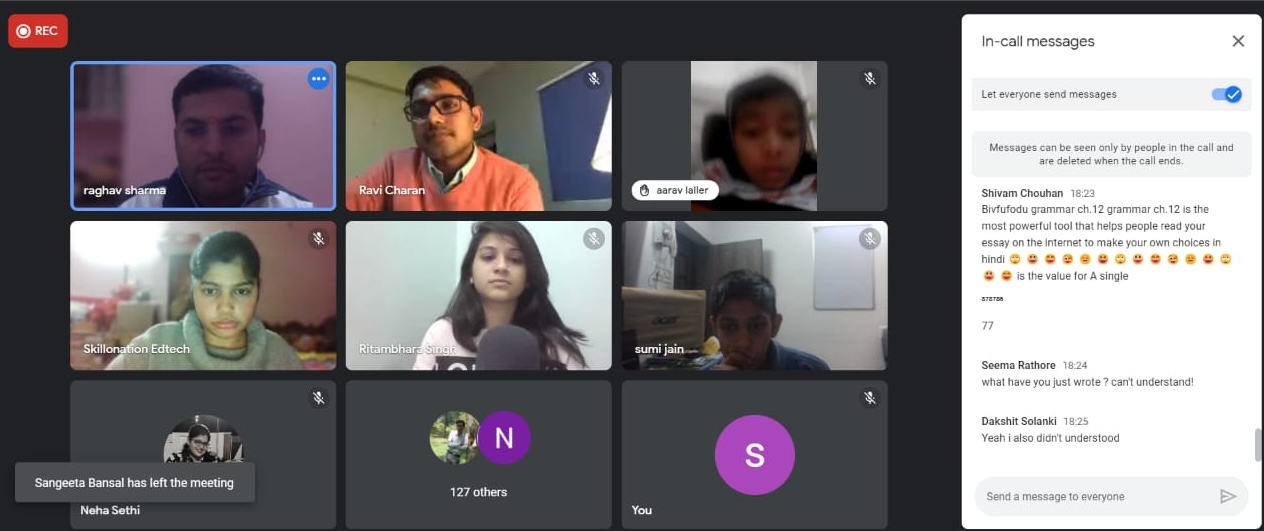 REC
raghav sharma
Ravi Charan
aarav laller
Skillonation Edtech
Ritambhara Singh
sumi jain
acer
Sangeeta Bansal has left the meeting
Neha Sethi
N
127 others
S
You
In-call messages
Let everyone send messages
Messages can be seen only by people in the call and
are deleted when the call ends.
Shivam Chouhan 18:23
Bivfufodu grammar ch.12 grammar ch.12 is the
most powerful tool that helps people read your
essay on the internet to make your own choices in
hindi 🙄 😃 😄 😉 😊 😄 🙄 😃 😄 😉 😊 😄 🙄
😃 😄 is the value for A single
77
Seema Rathore 18:24
what have you just wrote ? can't understand!
Dakshit Solanki 18:25
Yeah i also didn't understood
Send a message to everyone